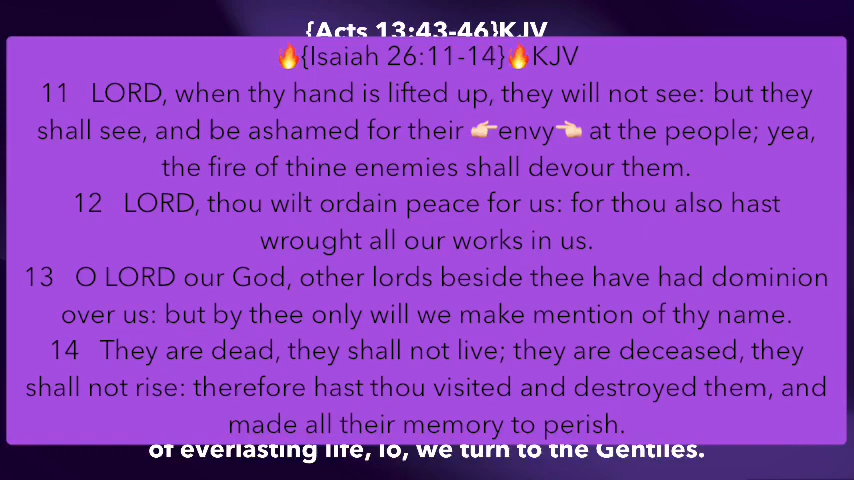 {Acts 13:43-46}KJV
🔥{Isaiah 26:11-14}🔥KJV
11 LORD, when thy hand is lifted up, they will not see: but they
shall see, and be ashamed for their 👉🏻envy👈🏻 at the people; yea,
the fire of thine enemies shall devour them.
12 LORD, thou wilt ordain peace for us: for thou also hast
wrought all our works in us.
13 O LORD our God, other lords beside thee have had dominion
over us: but by thee only will we make mention of thy name.
14 They are dead, they shall not live; they are deceased, they
shall not rise: therefore hast thou visited and destroyed them, and
made all their memory to perish.
of everlasting life, lo, we turn to the Gentiles.